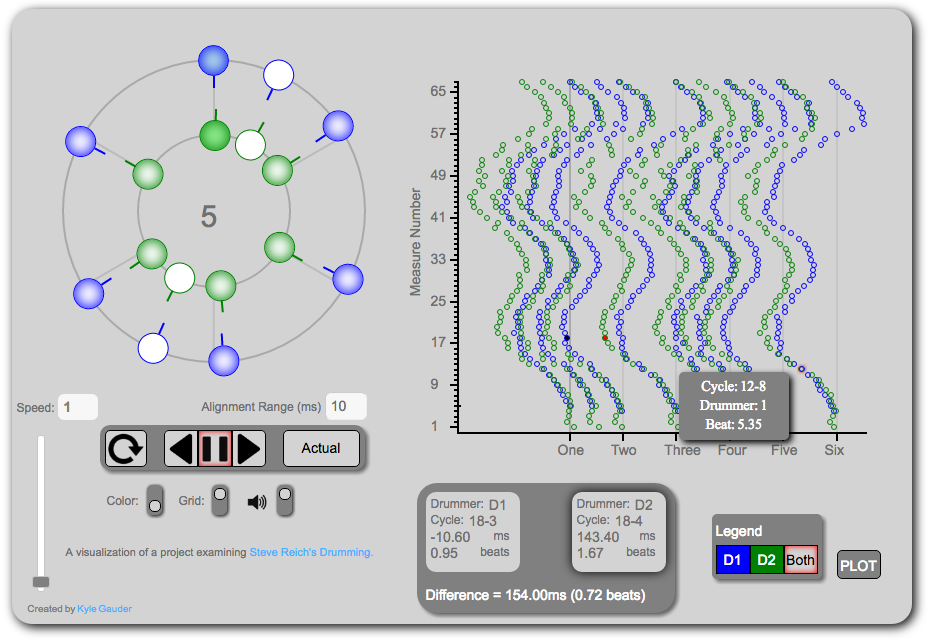 5
Speed: 1
Alignment Range (ms) 10
Actual
Color:
Grid:
A visualization of a project examining Steve Reich's Drumming.
Created by Kyle Gauder
Measure Number
65
57
49
41
33
25
17
9
1
One Two Three Four Five Six
Cycle: 12-8
Drummer: 1
Beat: 5.35
Drummer: D1
Cycle: 18-3
-10.60 ms
0.95 beats
Drummer: D2
Cycle: 18-4
143.40 ms
1.67 beats
Difference = 154.00ms (0.72 beats)
Legend
D1 D2 Both
PLOT